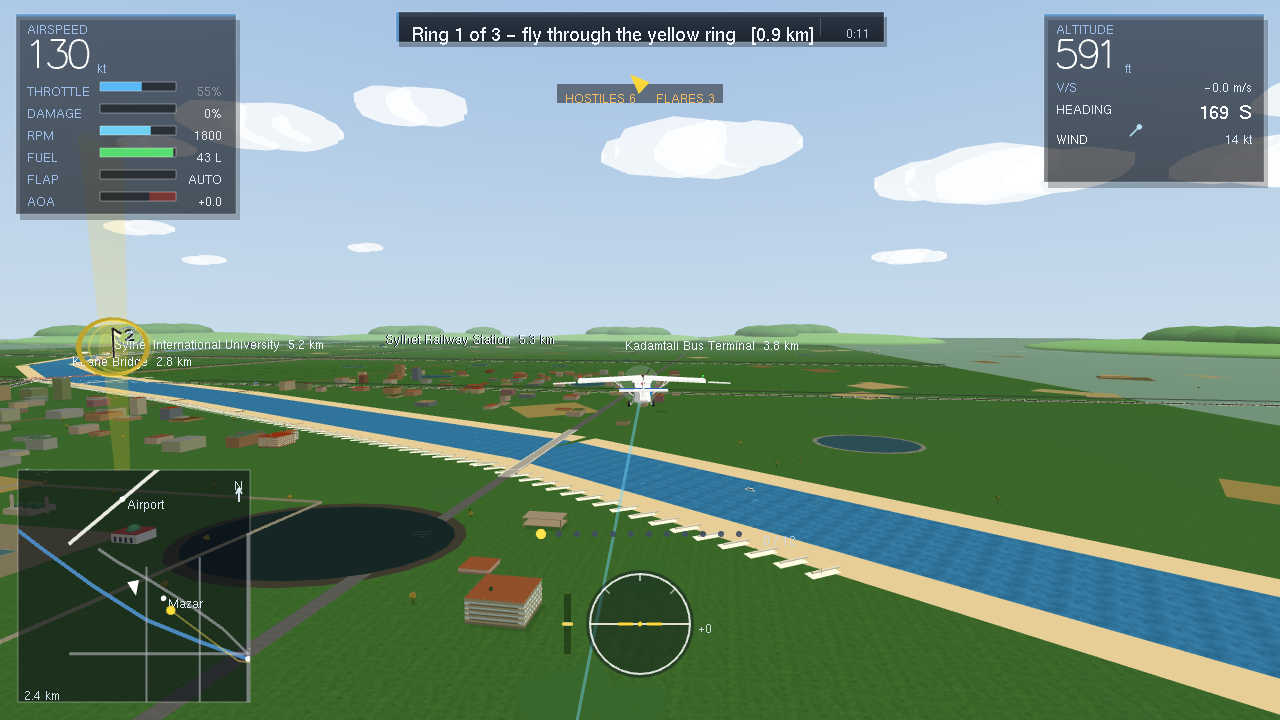 AIRSPEED
130 kt
THROTTLE 55%
DAMAGE 0%
RPM 1800
FUEL 43 L
FLAP AUTO
AOA +0.0
Ring 1 of 3 – fly through the yellow ring [0.9 km] 0:11
HOSTILES 6 FLARES 3
ALTITUDE
591 ft
V/S -0.0 m/s
HEADING 169 S
WIND 14 kt
2
International University 5.2 km
Sylhet Railway Station 5.3 km
Kadamtali Bus Terminal 3.8 km
Bridge 2.8 km
N
Airport
Mazar
2.4 km
+0